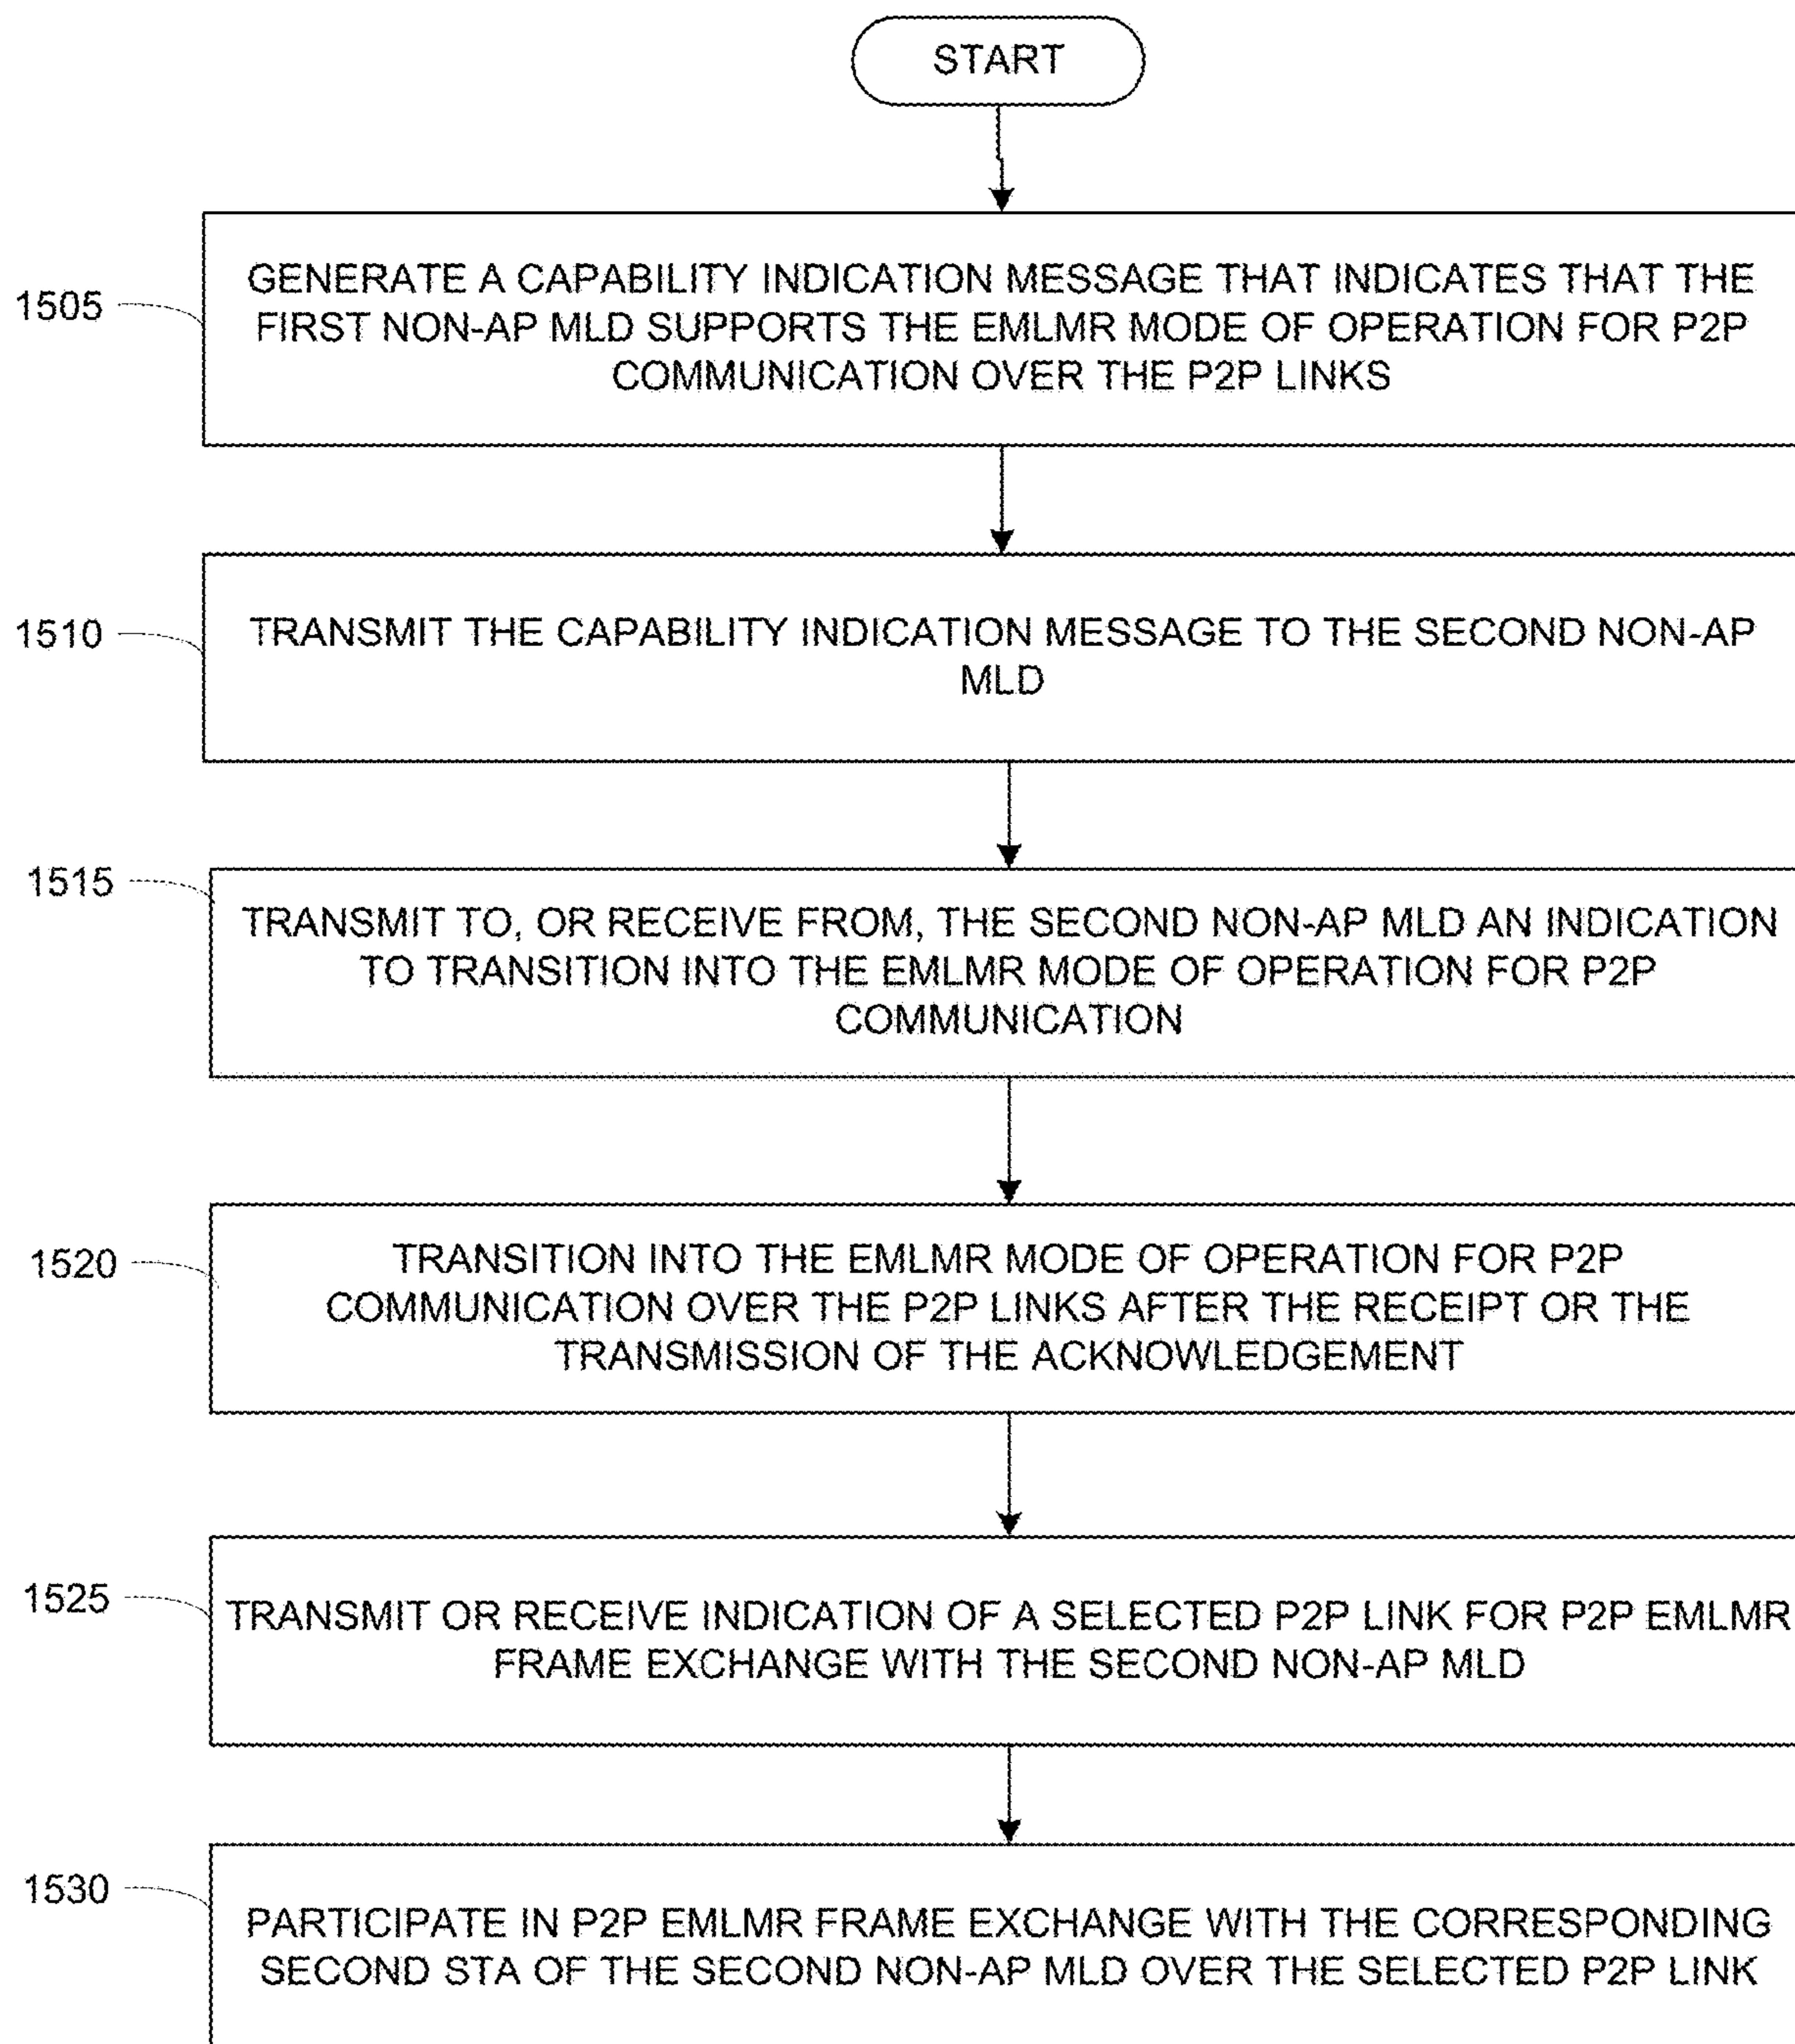 START
1505
GENERATE A CAPABILITY INDICATION MESSAGE THAT INDICATES THAT THE
FIRST NON-AP MLD SUPPORTS THE EMLMR MODE OF OPERATION FOR P2P
COMMUNICATION OVER THE P2P LINKS
1510
TRANSMIT THE CAPABILITY INDICATION MESSAGE TO THE SECOND NON-AP
MLD
1515
TRANSMIT TO, OR RECEIVE FROM, THE SECOND NON-AP MLD AN INDICATION
TO TRANSITION INTO THE EMLMR MODE OF OPERATION FOR P2P
COMMUNICATION
1520
TRANSITION INTO THE EMLMR MODE OF OPERATION FOR P2P
COMMUNICATION OVER THE P2P LINKS AFTER THE RECEIPT OR THE
TRANSMISSION OF THE ACKNOWLEDGEMENT
1525
TRANSMIT OR RECEIVE INDICATION OF A SELECTED P2P LINK FOR P2P EMLMR
FRAME EXCHANGE WITH THE SECOND NON-AP MLD
1530
PARTICIPATE IN P2P EMLMR FRAME EXCHANGE WITH THE CORRESPONDING
SECOND STA OF THE SECOND NON-AP MLD OVER THE SELECTED P2P LINK